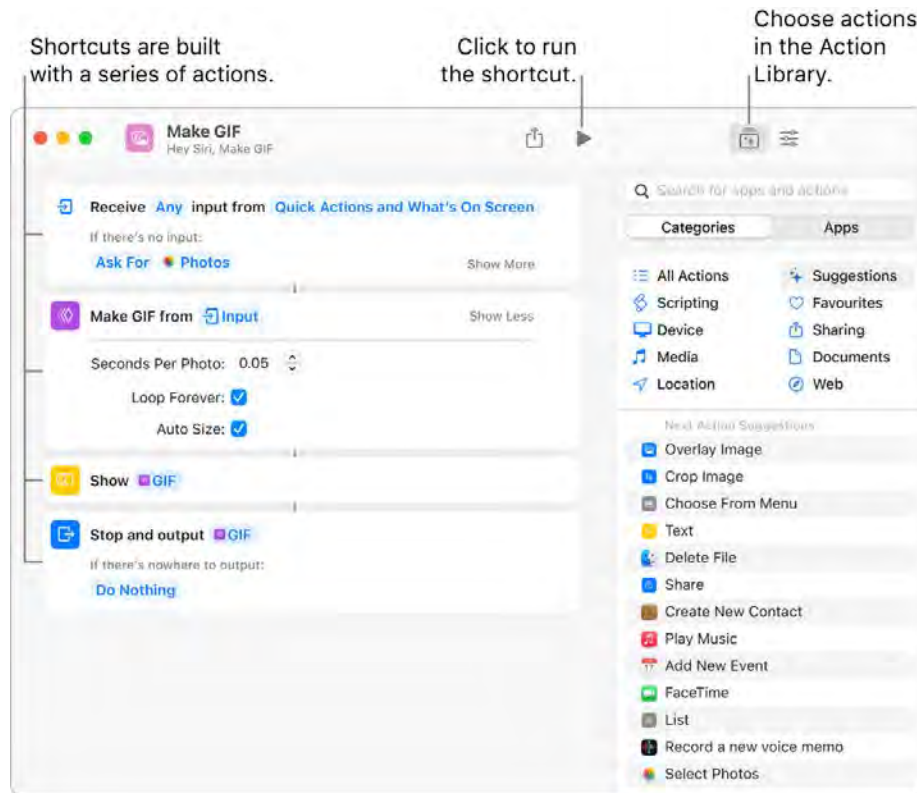 Shortcuts are built
with a series of actions.
Click to run
the shortcut.
Choose actions
in the Action
Library.
Make GIF
Hey Siri, Make GIF
Receive Any input from Quick Actions and What's On Screen
If there's no input:
Ask For Photos
Show More
Make GIF from Input
Show Less
Seconds Per Photo: 0.05
Loop Forever:
Auto Size:
Show GIF
Stop and output GIF
If there's nowhere to output:
Do Nothing
Search for apps and actions
Categories
Apps
All Actions
Suggestions
Scripting
Favourites
Device
Sharing
Media
Documents
Location
Web
Next Action Suggestions
Overlay Image
Crop Image
Choose From Menu
Text
Delete File
Share
Create New Contact
Play Music
Add New Event
FaceTime
List
Record a new voice memo
Select Photos